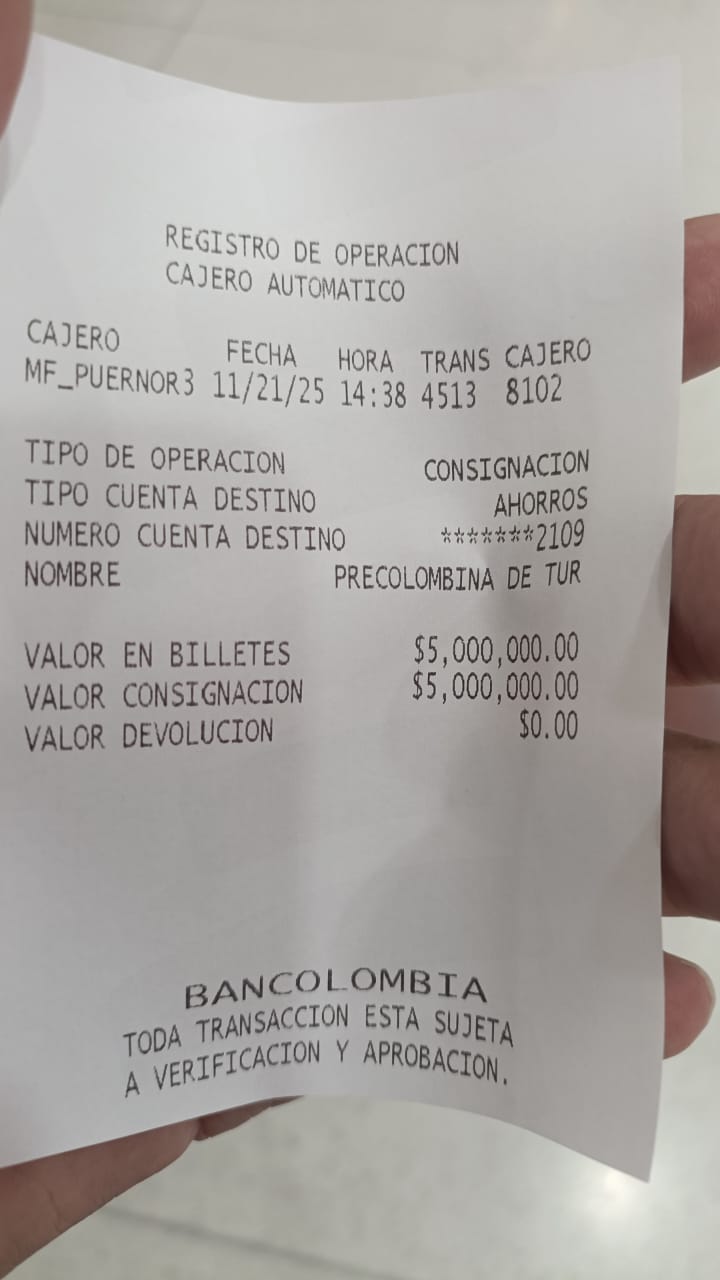 REGISTRO DE OPERACION
CAJERO AUTOMATICO
CAJERO FECHA HORA TRANS CAJERO
MF_PUERNOR3 11/21/25 14:38 4513 8102
TIPO DE OPERACION CONSIGNACION
TIPO CUENTA DESTINO AHORROS
NUMERO CUENTA DESTINO *******2109
NOMBRE PRECOLOMBINA DE TUR
VALOR EN BILLETES $5,000,000.00
VALOR CONSIGNACION $5,000,000.00
VALOR DEVOLUCION $0.00
BANCOLOMBIA
TODA TRANSACCION ESTA SUJETA
A VERIFICACION Y APROBACION.